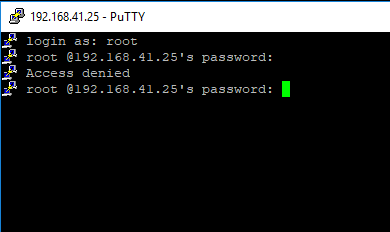 192.168.41.25 - PuTTY
login as: root
root @192.168.41.25's password:
Access denied
root @192.168.41.25's password: